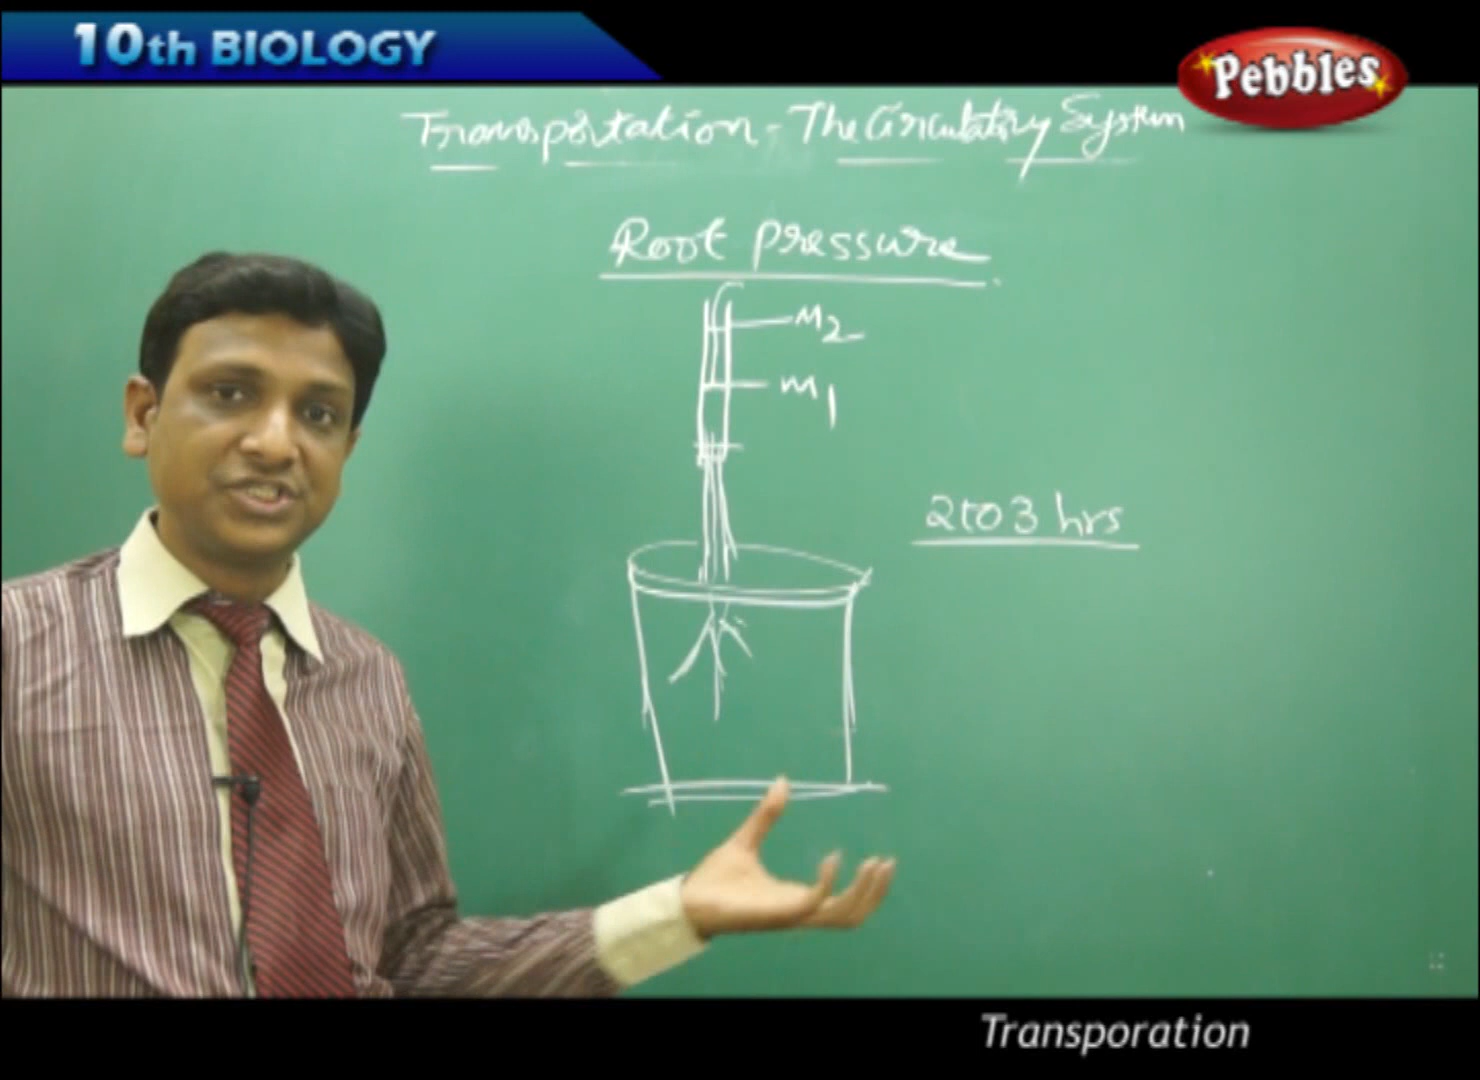 10th BIOLOGY
Pebbles
Transportation - The Circulatory System
Root Pressure
M2
M1
2 to 3 hrs
Transporation